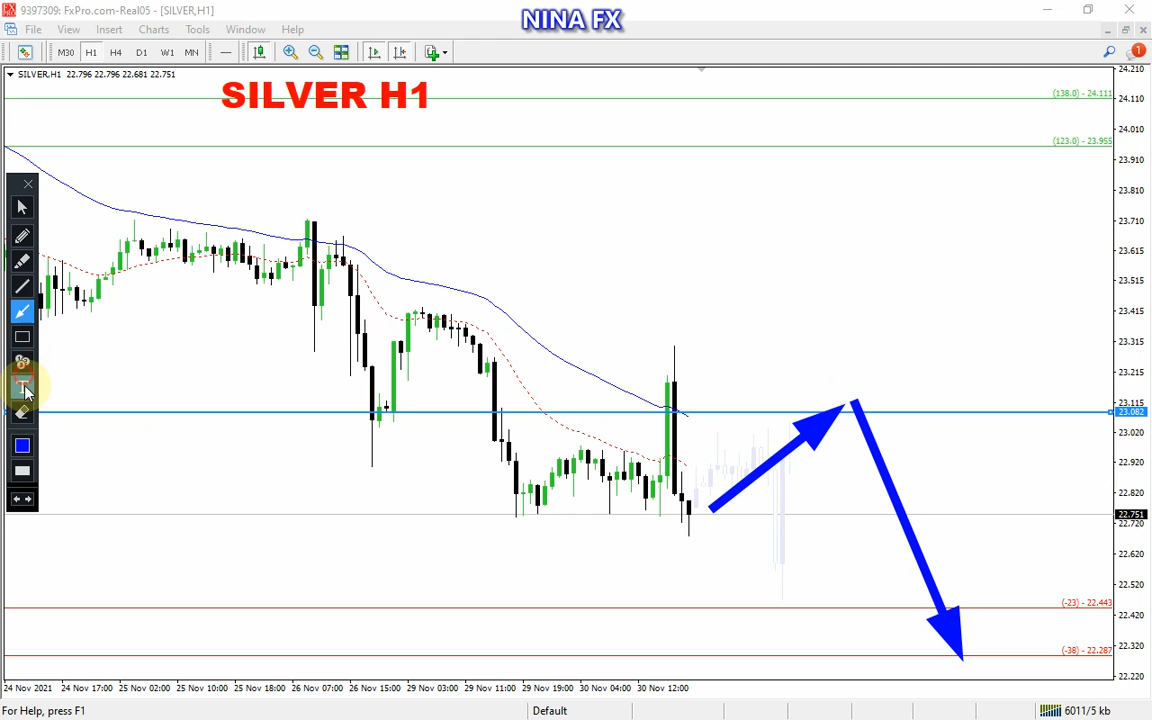 9397309: FxPro.com-Real05 - [SILVER,H1]
NINA FX
File View Insert Charts Tools Window Help
M30 H1 H4 D1 W1 MN
1
SILVER,H1 22.796 22.796 22.681 22.751
SILVER H1
24.210
(138.0) - 24.111
24.110
24.010
(123.0) - 23.955
23.910
23.810
23.710
23.615
23.515
23.415
23.315
23.215
23.115
23.082
23.020
22.920
22.820
22.751
22.720
22.620
22.520
(-23) - 22.443
22.420
22.320
(-38) - 22.287
22.220
24 Nov 2021 24 Nov 17:00 25 Nov 02:00 25 Nov 10:00 25 Nov 18:00 26 Nov 07:00 26 Nov 15:00 29 Nov 03:00 29 Nov 11:00 29 Nov 19:00 30 Nov 04:00 30 Nov 12:00
For Help, press F1
Default
6011/5 kb